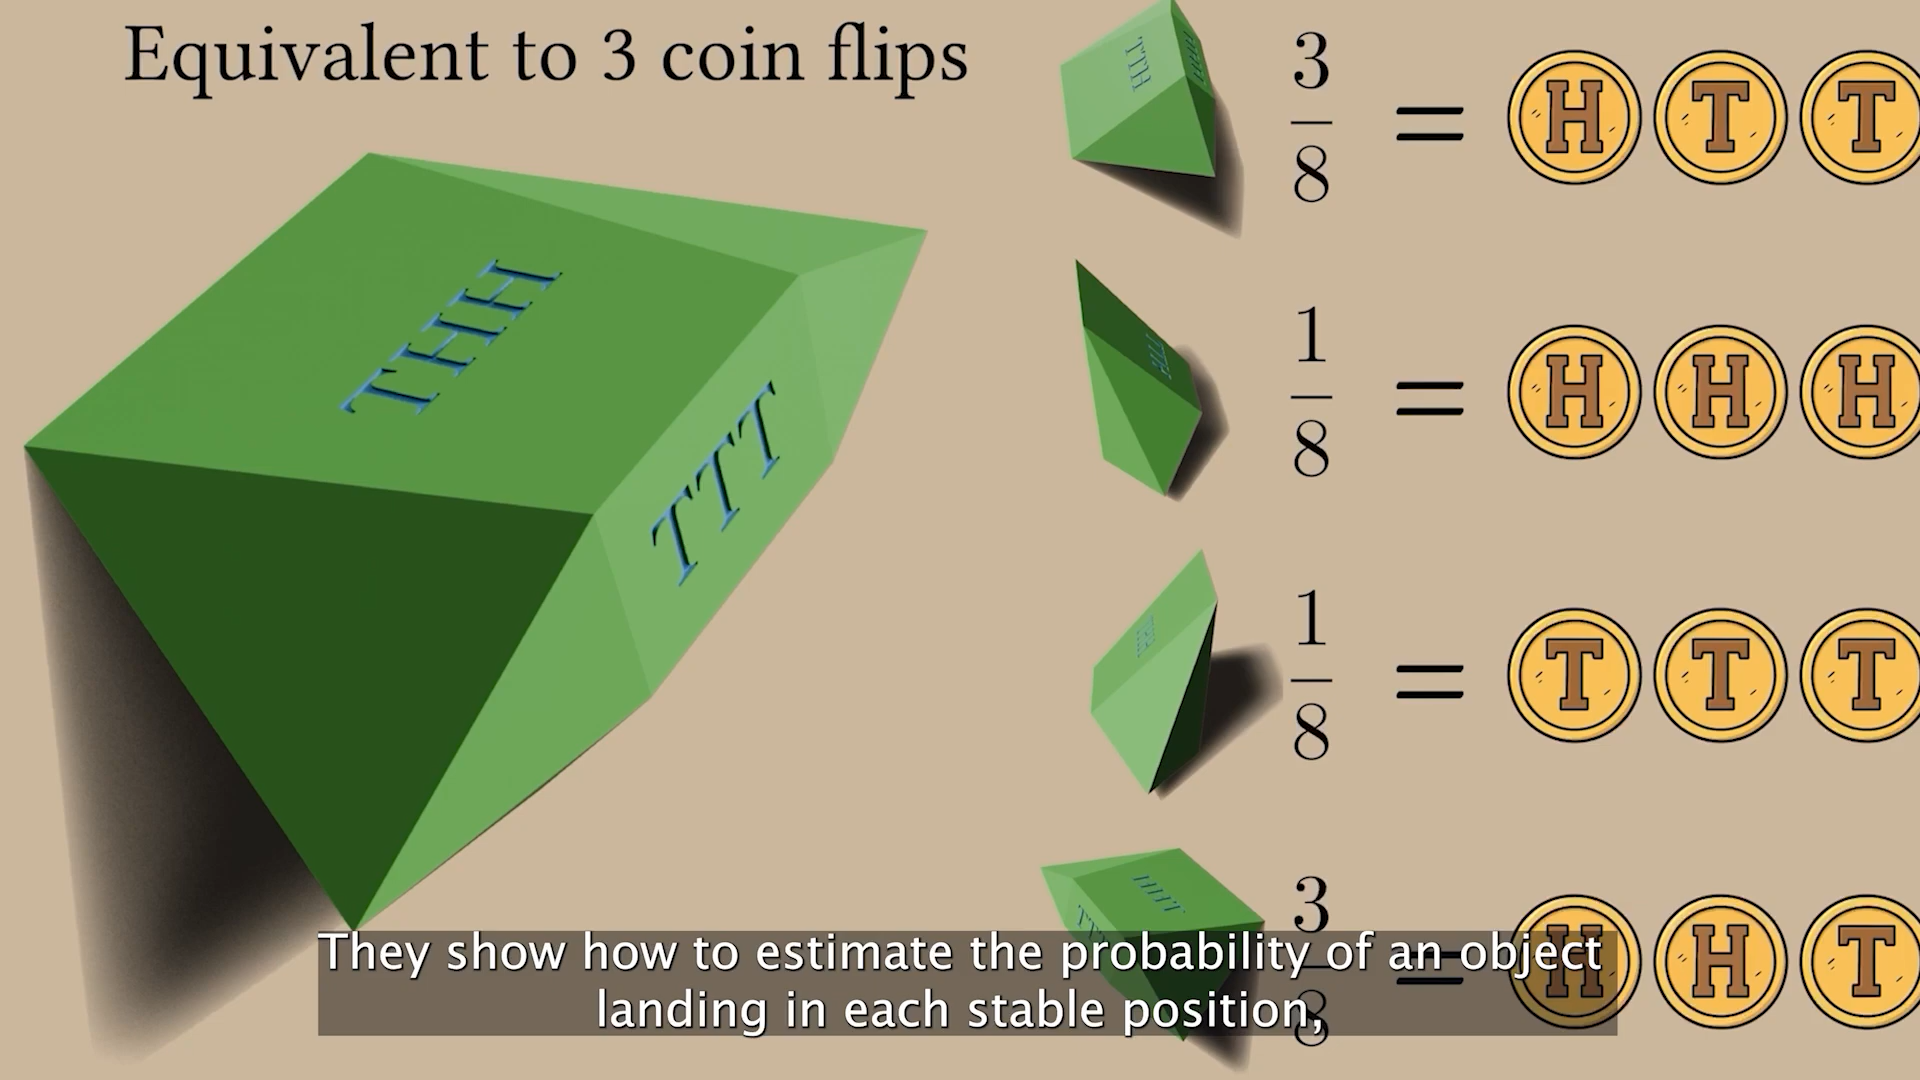 Equivalent to 3 coin flips
THH
TTT
3
8
= H T T
1
8
= H H H
1
8
= T T T
3
8
= H H T
They show how to estimate the probability of an object
landing in each stable position,